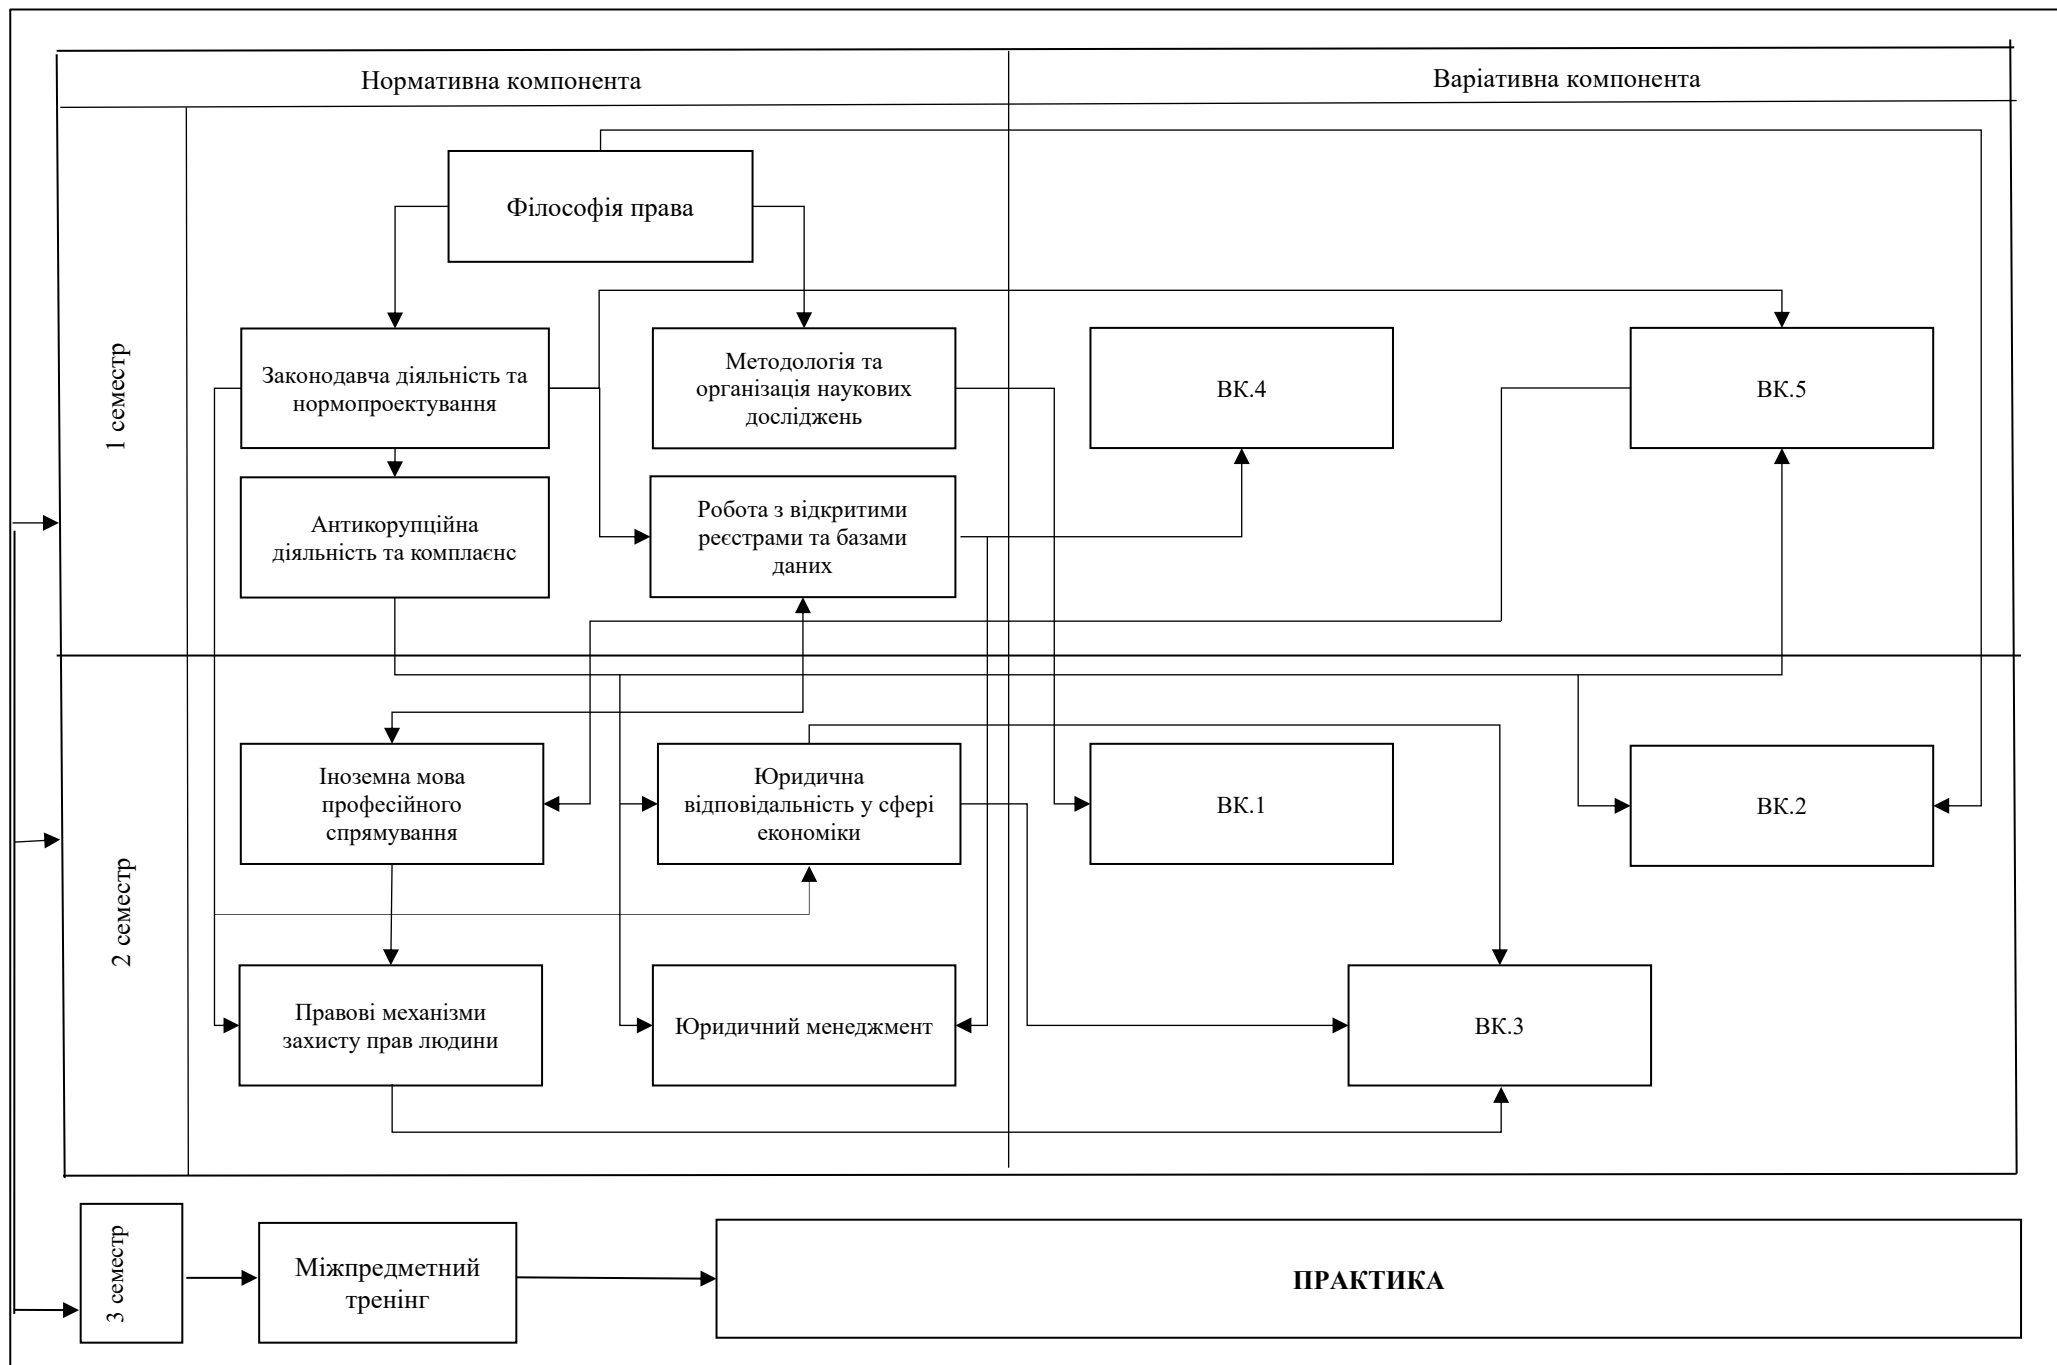 Нормативна компонента
Варіативна компонента
1 семестр
Філософія права
Законодавча діяльність та
нормопроектування
Методологія та
організація наукових
досліджень
ВК.4
ВК.5
Антикорупційна
діяльність та комплаєнс
Робота з відкритими
реєстрами та базами
даних
2 семестр
Іноземна мова
професійного
спрямування
Юридична
відповідальність у сфері
економіки
ВК.1
ВК.2
Правові механізми
захисту прав людини
Юридичний менеджмент
ВК.3
3 семестр
Міжпредметний
тренінг
ПРАКТИКА